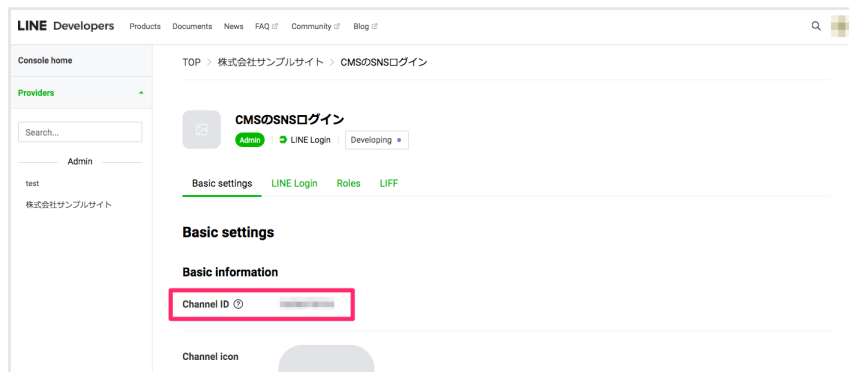 LINE Developers Products Documents News FAQ Community Blog
Console home
TOP > 株式会社サンプルサイト > CMSのSNSログイン
Providers
CMSのSNSログイン
Search...
Admin LINE Login Developing
Admin
test
Basic settings LINE Login Roles LIFF
株式会社サンプルサイト
Basic settings
Basic information
Channel ID
Channel icon